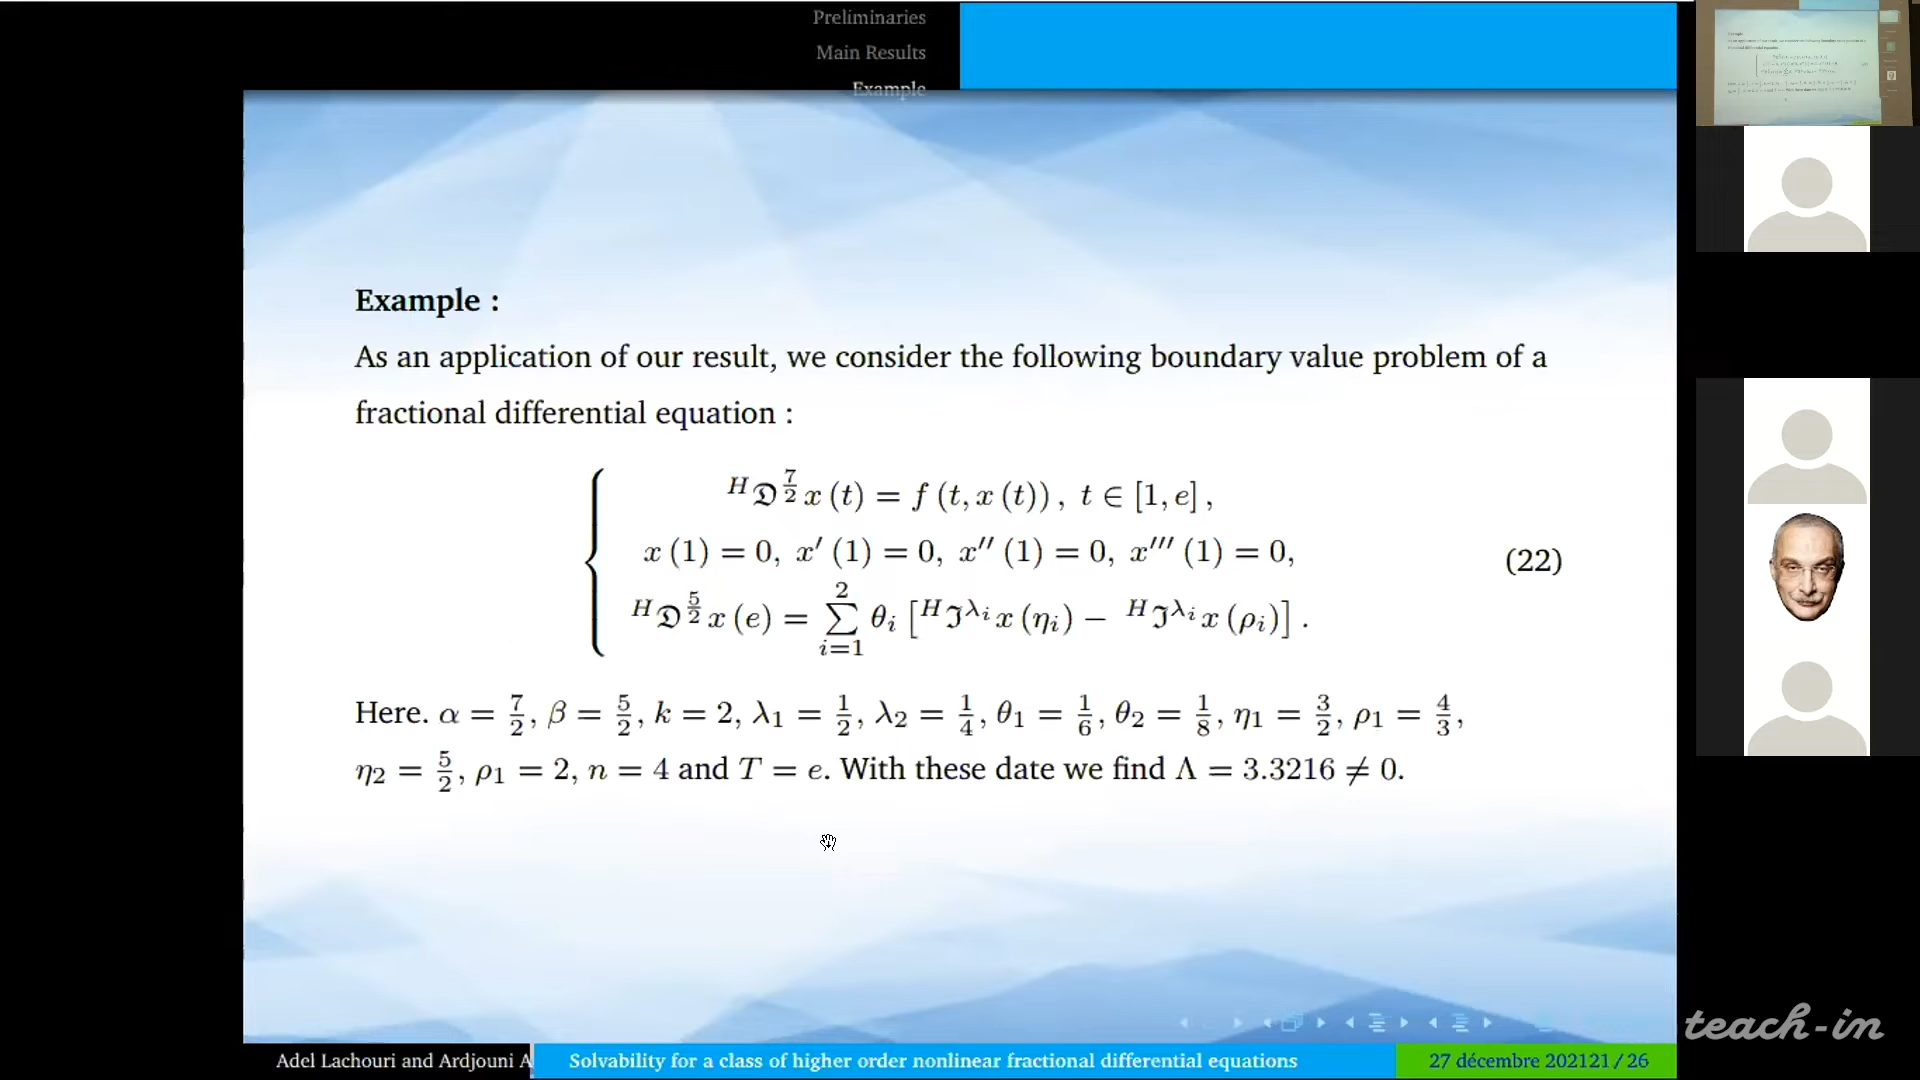 Preliminaries
Main Results
Example
Example :
As an application of our result, we consider the following boundary value problem of a
fractional differential equation :
ᴴ𝔇^{7/2} x (t) = f (t, x (t)) , t ∈ [1, e] ,
x (1) = 0, x′ (1) = 0, x″ (1) = 0, x‴ (1) = 0,
(22)
ᴴ𝔇^{5/2} x (e) = ∑_{i=1}^{2} θᵢ [ᴴ𝔍^{λᵢ} x (ηᵢ) − ᴴ𝔍^{λᵢ} x (ρᵢ)] .
Here. α = 7/2, β = 5/2, k = 2, λ₁ = 1/2, λ₂ = 1/4, θ₁ = 1/6, θ₂ = 1/8, η₁ = 3/2, ρ₁ = 4/3,
η₂ = 5/2, ρ₁ = 2, n = 4 and T = e. With these date we find Λ = 3.3216 ≠ 0.
teach-in
Adel Lachouri and Ardjouni A
Solvability for a class of higher order nonlinear fractional differential equations
27 décembre 202121 / 26